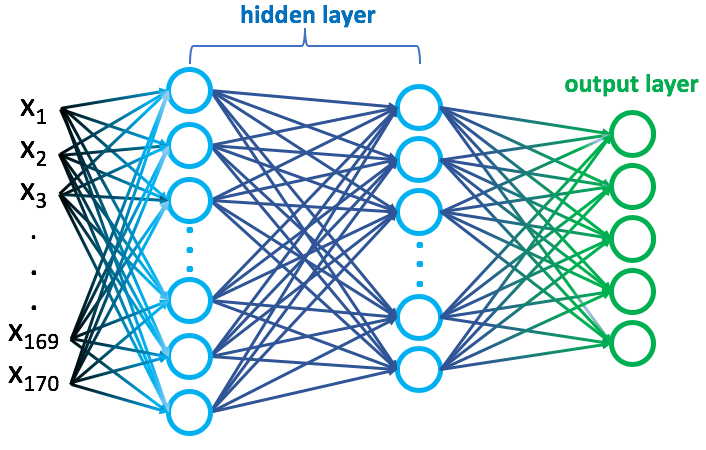 hidden layer
output layer
X1
X2
X3
.
.
.
X169
X170